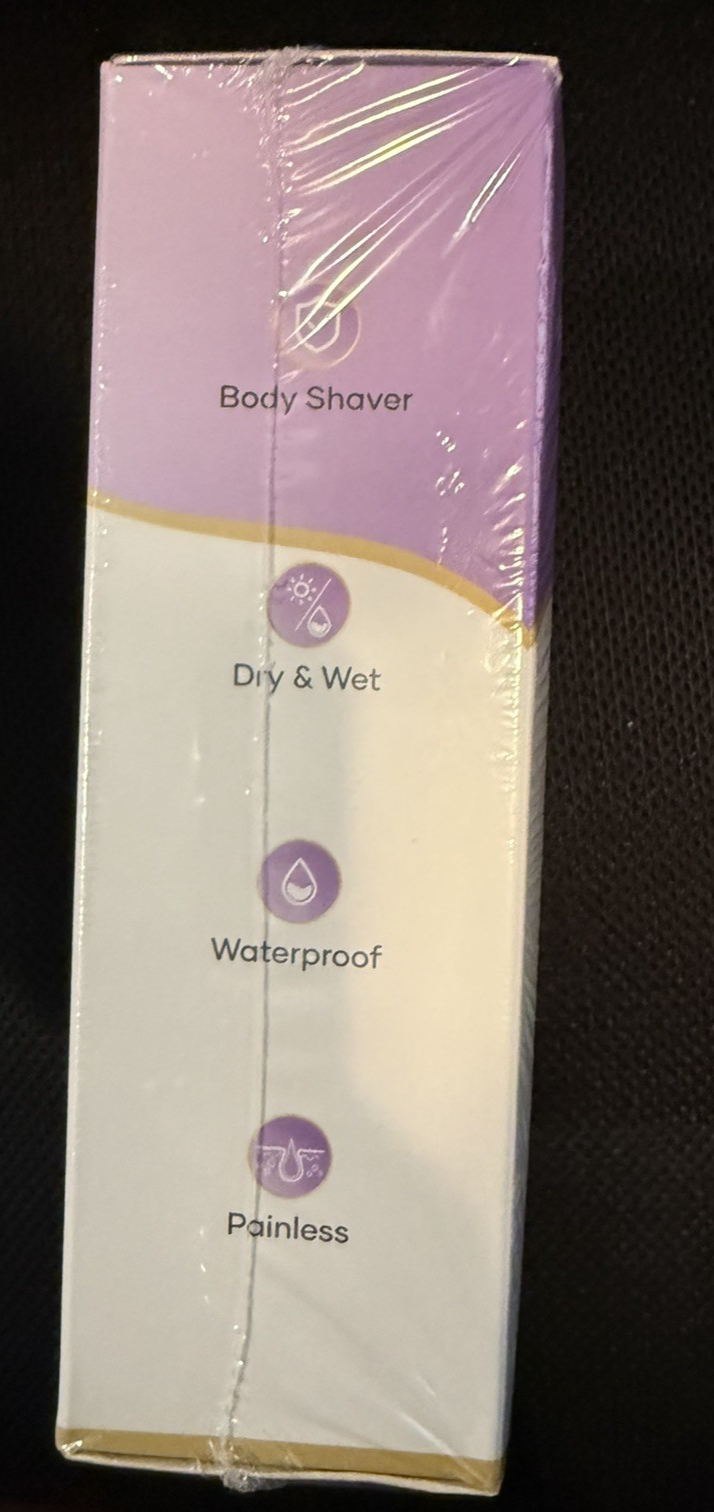 Body Shaver
Dry & Wet
Waterproof
Painless